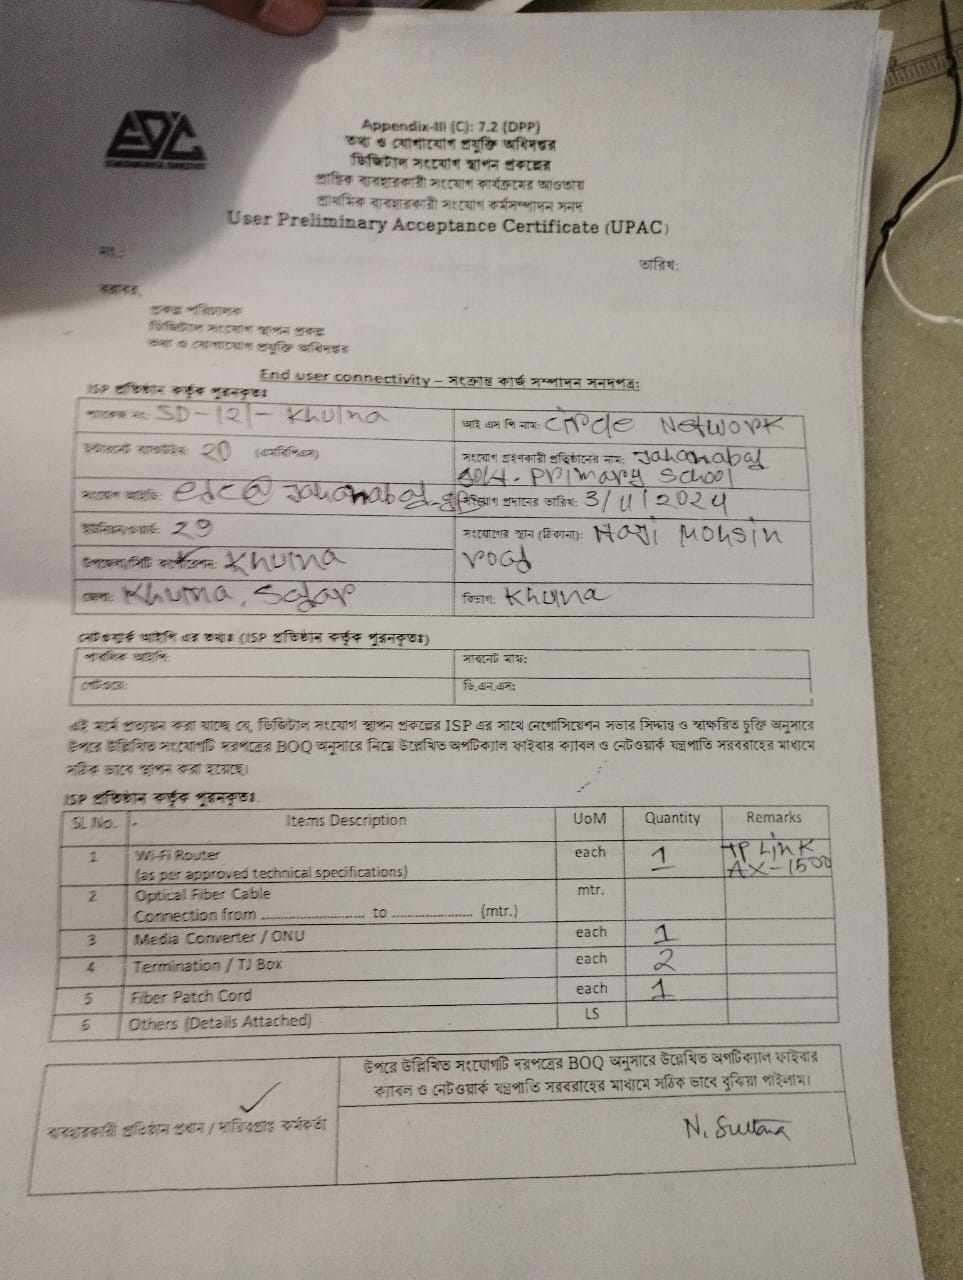 EDC
Appendix-III (C): 7.2 (DPP)
তথ্য ও যোগাযোগ প্রযুক্তি অধিদপ্তর
ডিজিটাল সংযোগ স্থাপন প্রকল্পের
প্রান্তিক ব্যবহারকারী সংযোগ কার্যক্রমের আওতায়
প্রাথমিক ব্যবহারকারী সংযোগ কার্যসম্পাদন সনদ
User Preliminary Acceptance Certificate (UPAC)
নং.:
তারিখ:
বরাবর,
প্রকল্প পরিচালক
ডিজিটাল সংযোগ স্থাপন প্রকল্প
তথ্য ও যোগাযোগ প্রযুক্তি অধিদপ্তর
End user connectivity – সংক্রান্ত কার্য সম্পাদন সনদপত্র:
ISP প্রতিষ্ঠান কর্তৃক পূরনকৃতঃ
প্যাকেজ নং: SD-121-Khulna
আই এস পি নাম: Circle Network
ইন্টারনেট ব্যান্ডউইথ: 20 (এমবিপিএস)
সংযোগ গ্রহণকারী প্রতিষ্ঠানের নাম: Jahanabad
Govt. Primary School
সংযোগ আইডি: edc@Jahanabad
প্রদানের তারিখ: 3/11/2024
ইউনিয়ন/ওয়ার্ড: 29
সংযোগের স্থান (ঠিকানা): Hazi Mohsin
road
উপজেলা/সিটি কর্পোরেশন: Khulna
জেলা: Khulna, Sadar
বিভাগ: Khulna
নেটওয়ার্ক আইপি এর তথ্যঃ (ISP প্রতিষ্ঠান কর্তৃক পূরনকৃতঃ)
পাবলিক আইপি:
সাবনেট মাস্ক:
গেটওয়ে:
ডি.এন.এস:
এই মর্মে প্রত্যয়ন করা যাচ্ছে যে, ডিজিটাল সংযোগ স্থাপন প্রকল্পের ISP এর সাথে নেগোসিয়েশন সভার সিদ্ধান্ত ও স্বাক্ষরিত চুক্তি অনুসারে
উপরে উল্লিখিত সংযোগটি দরপত্রের BOQ অনুসারে নিম্নে উল্লেখিত অপটিক্যাল ফাইবার ক্যাবল ও নেটওয়ার্ক যন্ত্রপাতি সরবরাহের মাধ্যমে
সঠিক ভাবে স্থাপন করা হয়েছে।
ISP প্রতিষ্ঠান কর্তৃক পূরনকৃতঃ
SL No. Items Description UoM Quantity Remarks
1 Wi-Fi Router each 1 TP Link
(as per approved technical specifications) AX-1500
2 Optical Fiber Cable mtr.
Connection from .............................. to ....................... (mtr.)
3 Media Converter / ONU each 1
4 Termination / TJ Box each 2
5 Fiber Patch Cord each 1
6 Others (Details Attached) LS
উপরে উল্লিখিত সংযোগটি দরপত্রের BOQ অনুসারে উল্লেখিত অপটিক্যাল ফাইবার
ক্যাবল ও নেটওয়ার্ক যন্ত্রপাতি সরবরাহের মাধ্যমে সঠিক ভাবে বুঝিয়া পাইলাম।
ব্যবহারকারী প্রতিষ্ঠান প্রধান / দায়িত্বপ্রাপ্ত কর্মকর্তা
N. Sultana